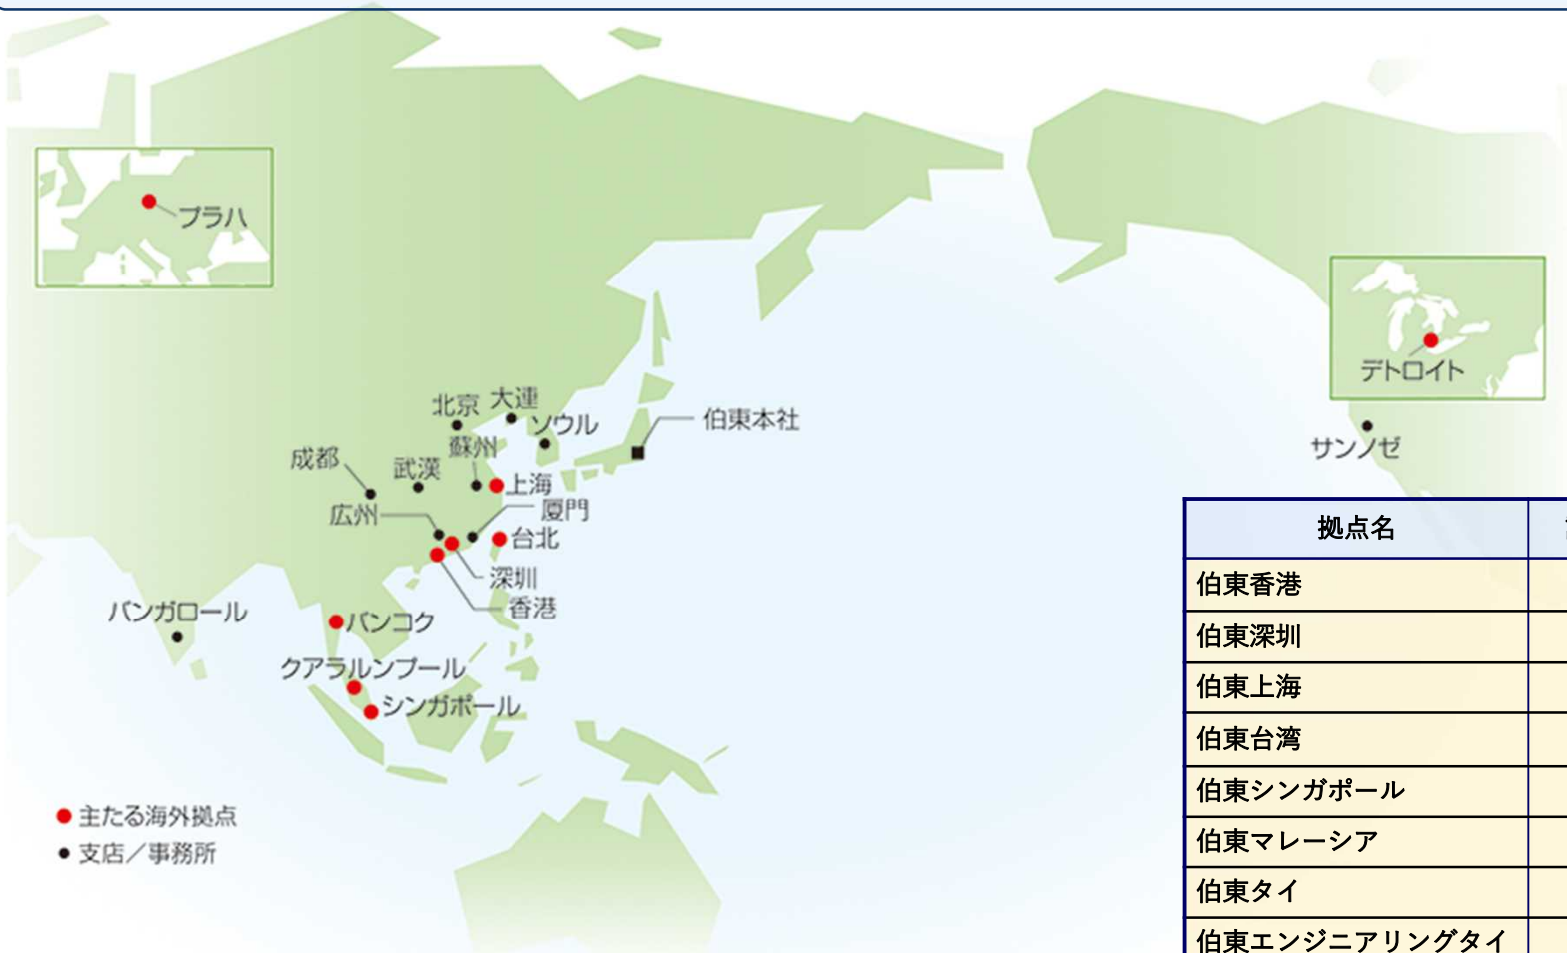 プラハ
デトロイト
北京
大連
ソウル
伯東本社
サンノゼ
成都
武漢
蘇州
上海
広州
厦門
台北
深圳
香港
バンガロール
バンコク
クアラルンプール
シンガポール
主たる海外拠点
支店／事務所
拠点名
伯東香港
伯東深圳
伯東上海
伯東台湾
伯東シンガポール
伯東マレーシア
伯東タイ
伯東エンジニアリングタイ